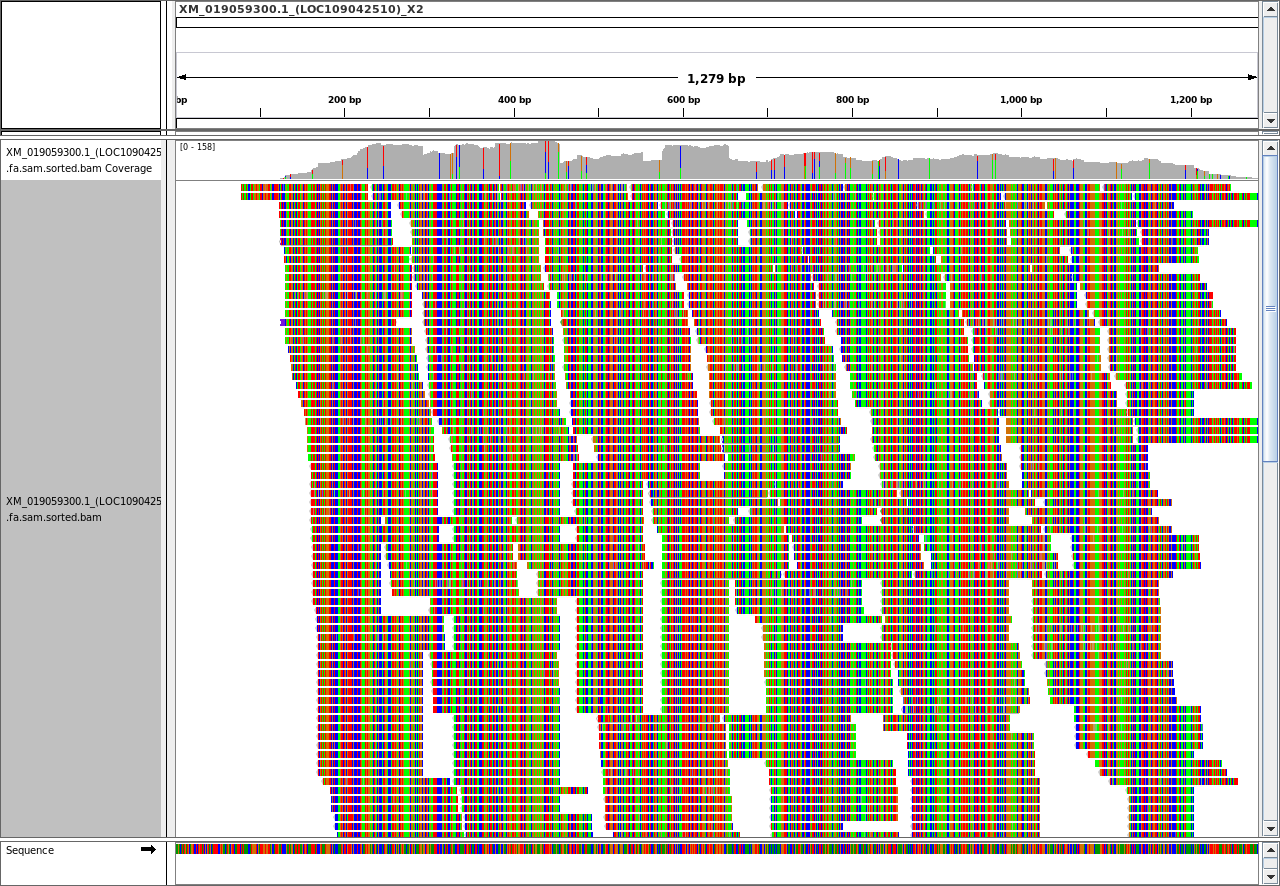 XM_019059300.1_(LOC109042510)_X2
1,279 bp
bp 200 bp 400 bp 600 bp 800 bp 1,000 bp 1,200 bp
[0 - 158]
XM_019059300.1_(LOC1090425
.fa.sam.sorted.bam Coverage
XM_019059300.1_(LOC1090425
.fa.sam.sorted.bam
Sequence